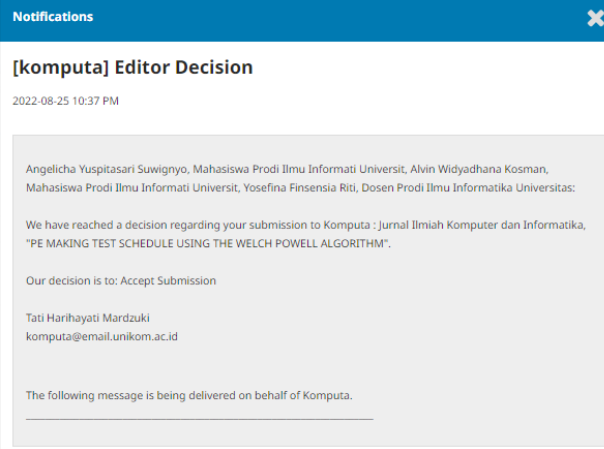 Notifications
[komputa] Editor Decision
2022-08-25 10:37 PM
Angelicha Yuspitasari Suwignyo, Mahasiswa Prodi Ilmu Informati Universit, Alvin Widyadhana Kosman,
Mahasiswa Prodi Ilmu Informati Universit, Yosefina Finsensia Riti, Dosen Prodi Ilmu Informatika Universitas:
We have reached a decision regarding your submission to Komputa : Jurnal Ilmiah Komputer dan Informatika,
"PE MAKING TEST SCHEDULE USING THE WELCH POWELL ALGORITHM".
Our decision is to: Accept Submission
Tati Harihayati Mardzuki
komputa@email.unikom.ac.id
The following message is being delivered on behalf of Komputa.